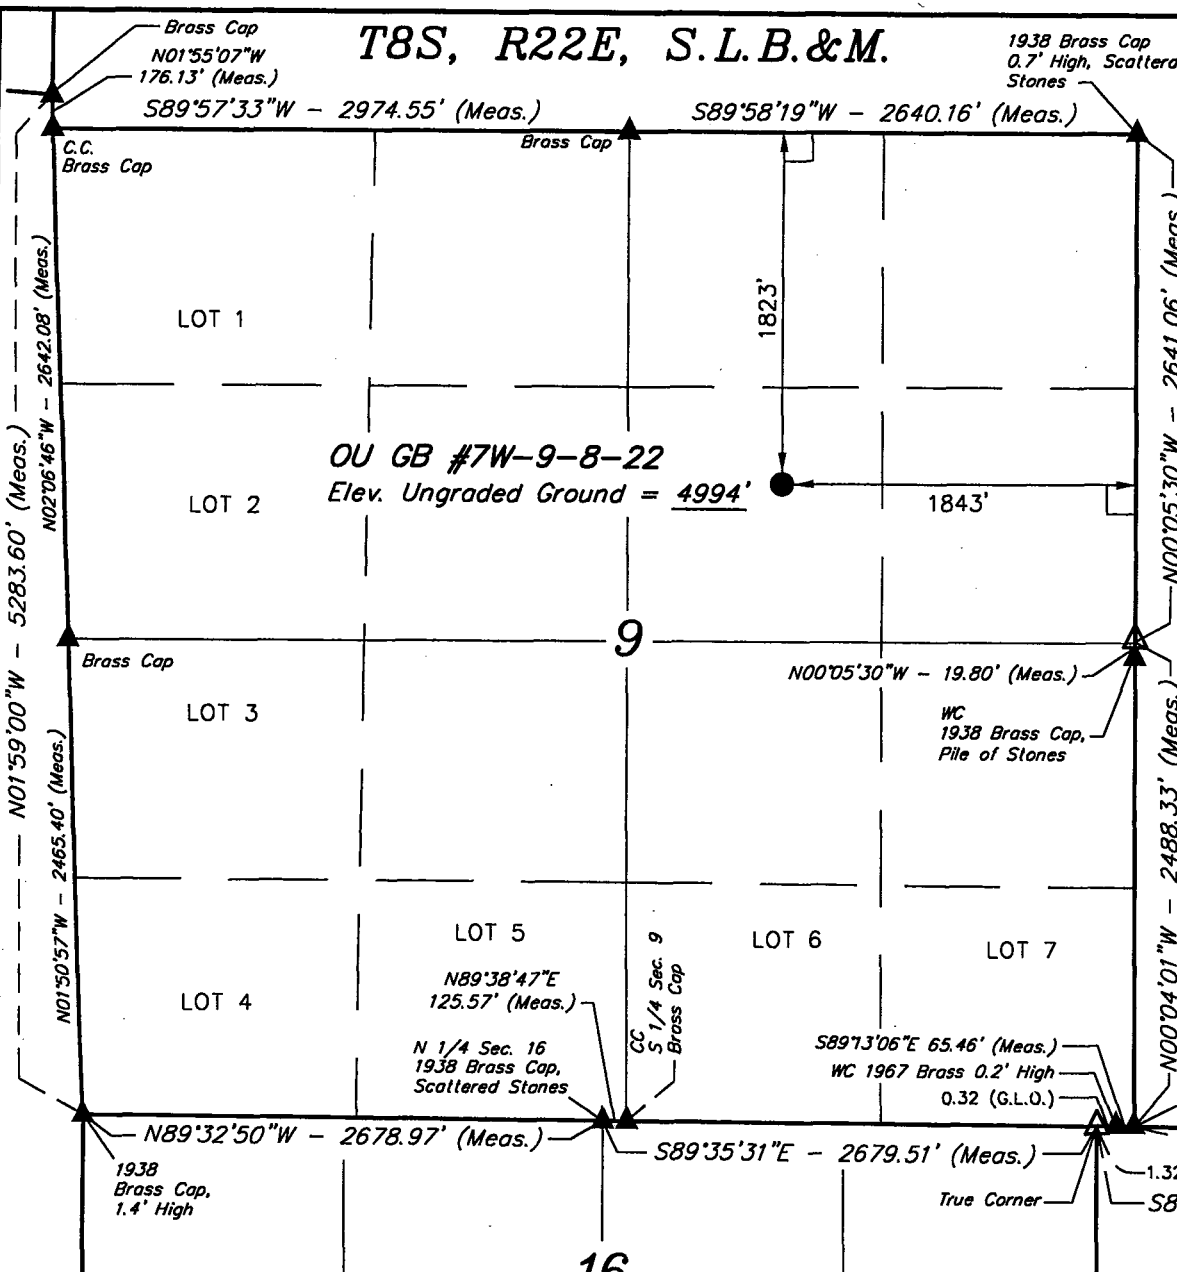 T8S, R22E, S.L.B.&M.
Brass Cap
N01°55'07"W
176.13' (Meas.)
1938 Brass Cap
0.7' High, Scattere
Stones
S89°57'33"W - 2974.55' (Meas.)
S89°58'19"W - 2640.16' (Meas.)
C.C.
Brass Cap
Brass Cap
N02°06'46"W - 2642.08' (Meas.)
N01°59'00"W - 5283.60' (Meas.)
N00°05'30"W - 2641.06' (Meas.)
LOT 1
1823'
OU GB #7W-9-8-22
Elev. Ungraded Ground = 4994'
LOT 2
1843'
9
Brass Cap
N00°05'30"W - 19.80' (Meas.)
LOT 3
WC
1938 Brass Cap,
Pile of Stones
N01°50'57"W - 2465.40' (Meas.)
N00°04'01"W - 2488.33' (Meas.)
LOT 5
LOT 6
LOT 7
N89°38'47"E
125.57' (Meas.)
LOT 4
CC
S 1/4 Sec. 9
Brass Cap
N 1/4 Sec. 16
1938 Brass Cap,
Scattered Stones
S89°13'06"E 65.46' (Meas.)
WC 1967 Brass 0.2' High
0.32 (G.L.O.)
N89°32'50"W - 2678.97' (Meas.)
S89°35'31"E - 2679.51' (Meas.)
1938
Brass Cap,
1.4' High
True Corner
1.32
S8
16